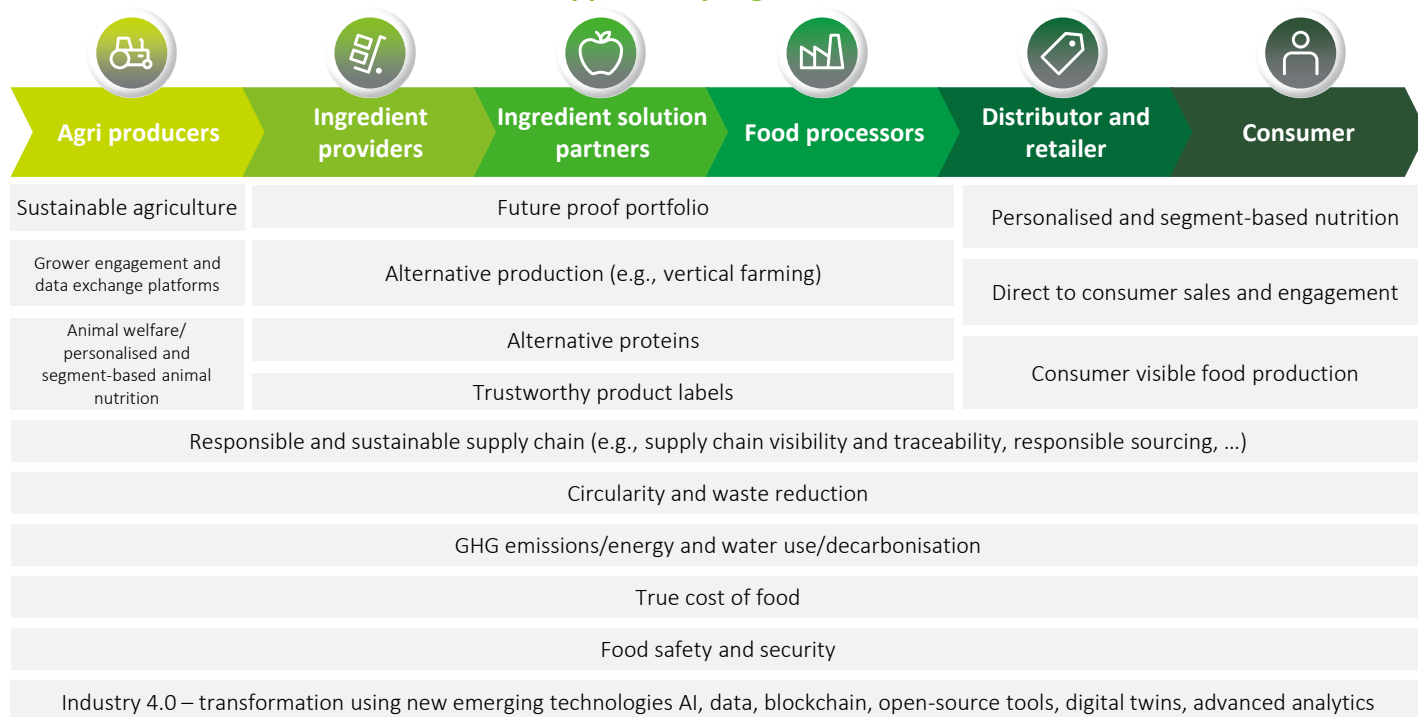 Agri producers
Ingredient
providers
Ingredient solution
partners
Food processors
Distributor and
retailer
Consumer
Sustainable agriculture
Future proof portfolio
Personalised and segment-based nutrition
Grower engagement and
data exchange platforms
Alternative production (e.g., vertical farming)
Direct to consumer sales and engagement
Animal welfare/
personalised and
segment-based animal
nutrition
Alternative proteins
Trustworthy product labels
Consumer visible food production
Responsible and sustainable supply chain (e.g., supply chain visibility and traceability, responsible sourcing, …)
Circularity and waste reduction
GHG emissions/energy and water use/decarbonisation
True cost of food
Food safety and security
Industry 4.0 – transformation using new emerging technologies AI, data, blockchain, open-source tools, digital twins, advanced analytics